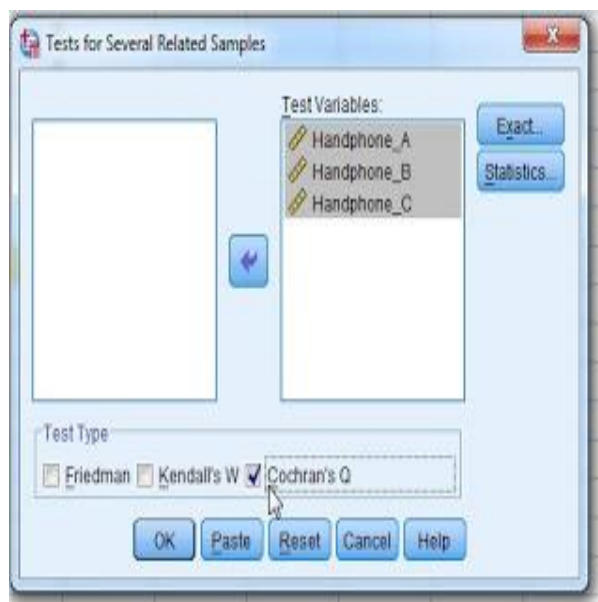 Tests for Several Related Samples
X
Test Variables:
Handphone_A
Handphone_B
Handphone_C
Exact...
Statistics...
Test Type
Friedman Kendall's W Cochran's Q
OK Paste Reset Cancel Help